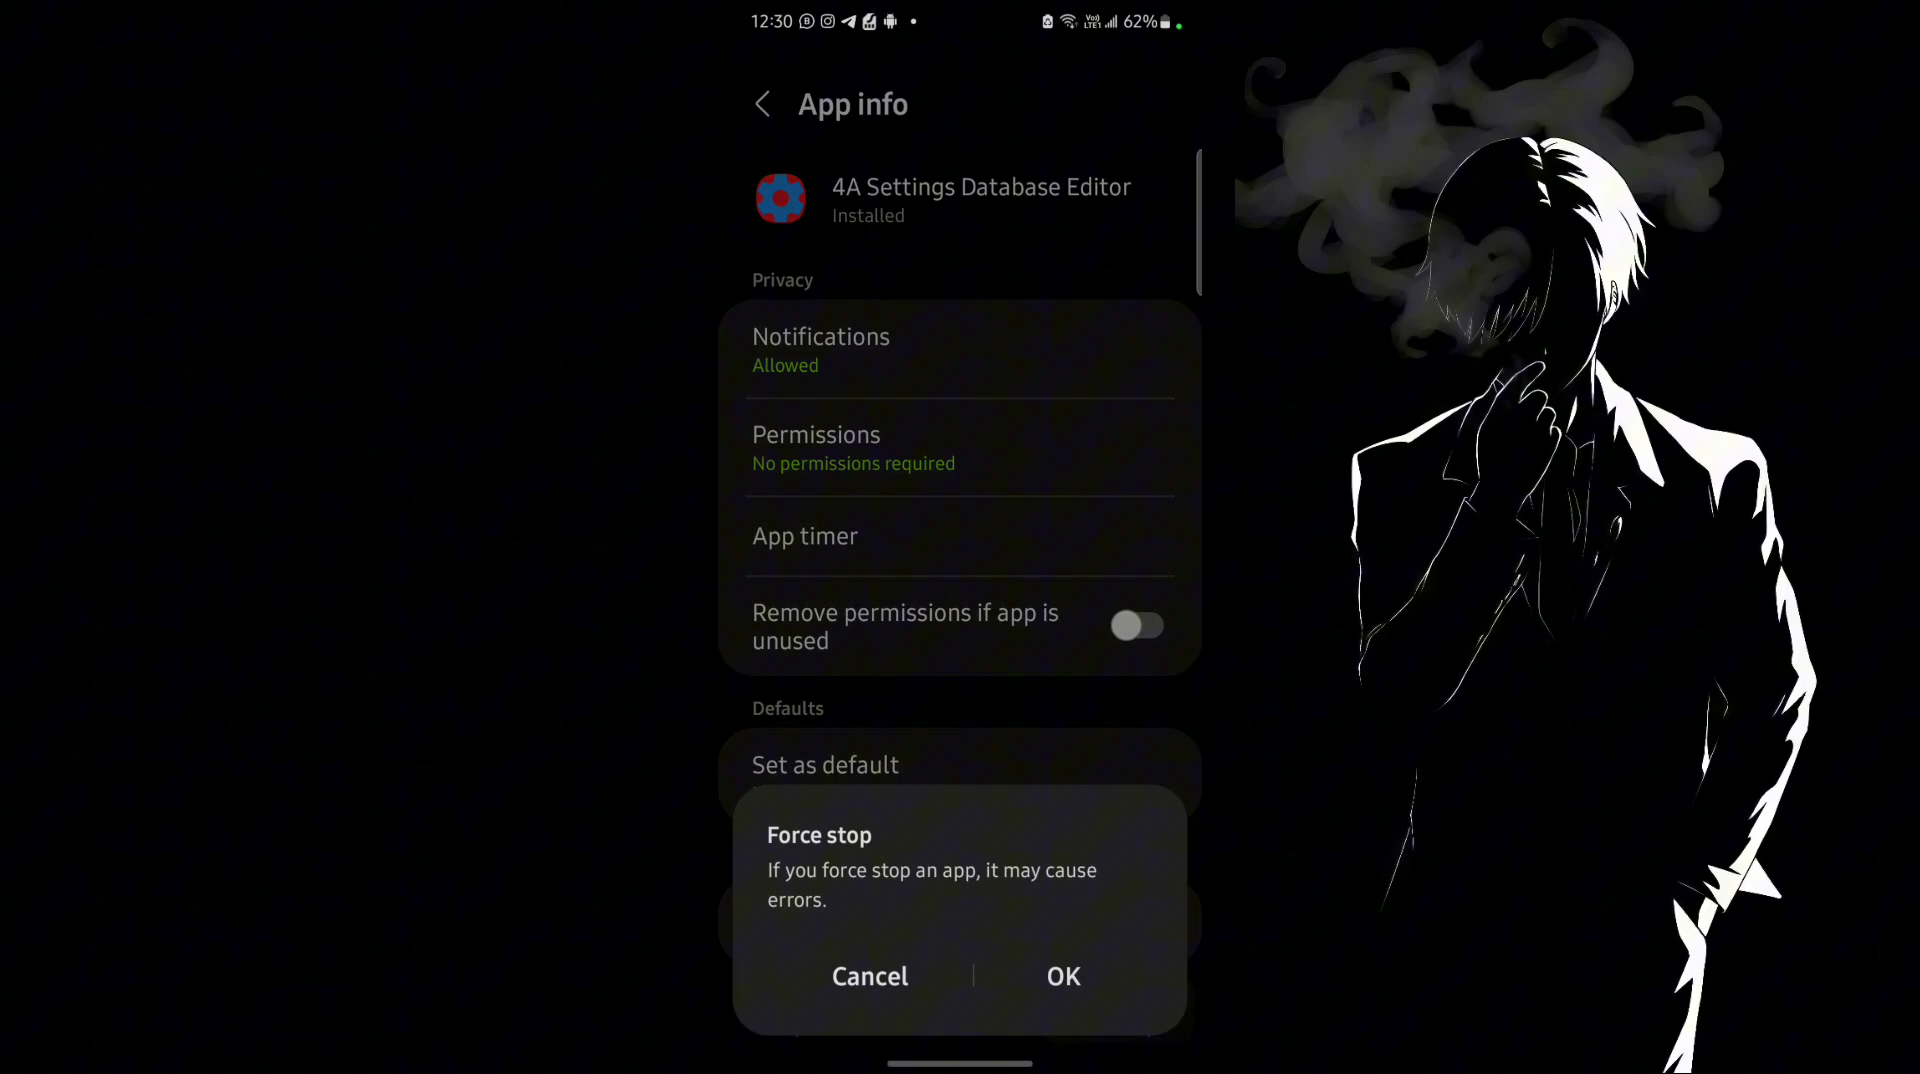 12:30 62%
App info
4A Settings Database Editor
Installed
Privacy
Notifications
Allowed
Permissions
No permissions required
App timer
Remove permissions if app is
unused
Defaults
Set as default
Force stop
If you force stop an app, it may cause
errors.
Cancel
OK